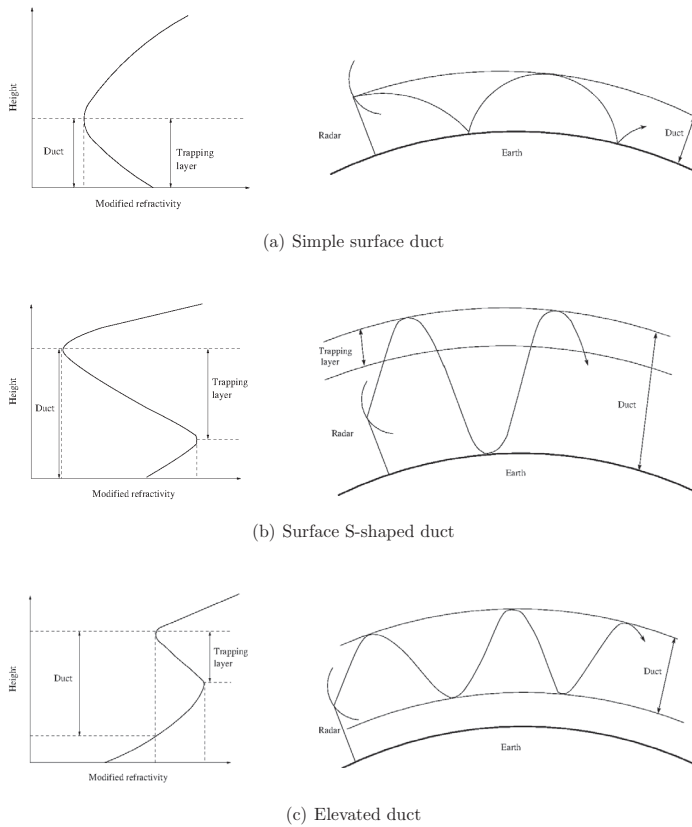 Height
Duct
Trapping
layer
Modified refractivity
Radar
Earth
Duct
(a) Simple surface duct
Height
Duct
Trapping
layer
Modified refractivity
Trapping
layer
Radar
Duct
Earth
(b) Surface S-shaped duct
Height
Duct
Trapping
layer
Modified refractivity
Radar
Duct
Earth
(c) Elevated duct